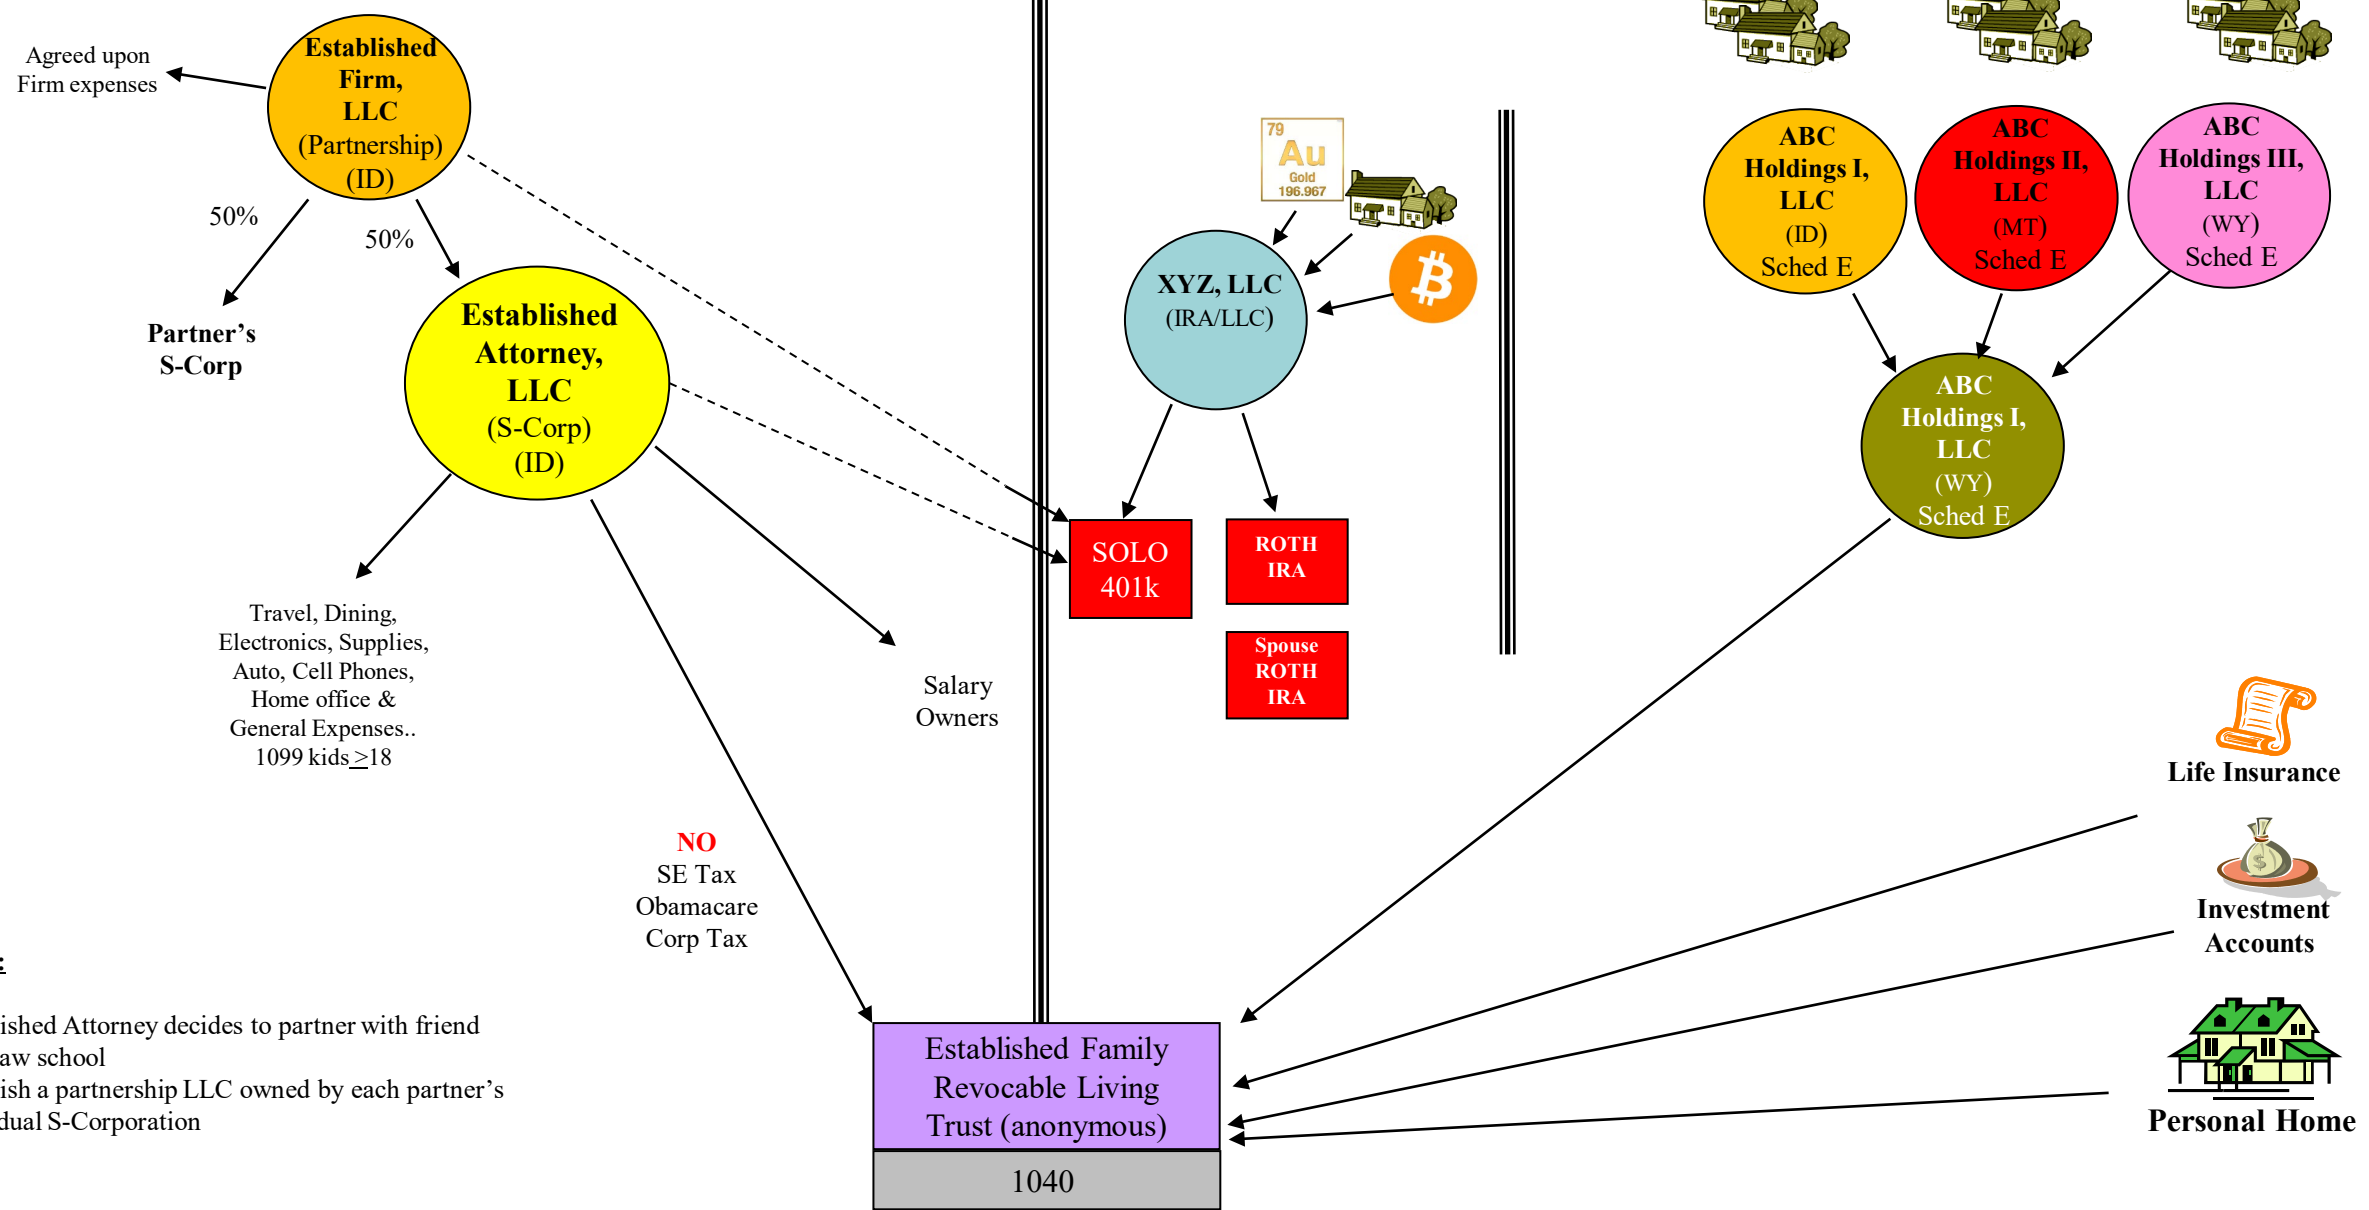 Agreed upon
Firm expenses
Established
Firm,
LLC
(Partnership)
(ID)
50%
50%
Partner's
S-Corp
Established
Attorney,
LLC
(S-Corp)
(ID)
Travel, Dining,
Electronics, Supplies,
Auto, Cell Phones,
Home office &
General Expenses..
1099 kids >18
Salary
Owners
NO
SE Tax
Obamacare
Corp Tax
79
Au
Gold
196.967
XYZ, LLC
(IRA/LLC)
SOLO
401k
ROTH
IRA
Spouse
ROTH
IRA
ABC
Holdings I,
LLC
(ID)
Sched E
ABC
Holdings II,
LLC
(MT)
Sched E
ABC
Holdings III,
LLC
(WY)
Sched E
ABC
Holdings I,
LLC
(WY)
Sched E
Life Insurance
Investment
Accounts
Personal Home
Established Family
Revocable Living
Trust (anonymous)
1040
:
ished Attorney decides to partner with friend
aw school
ish a partnership LLC owned by each partner's
dual S-Corporation